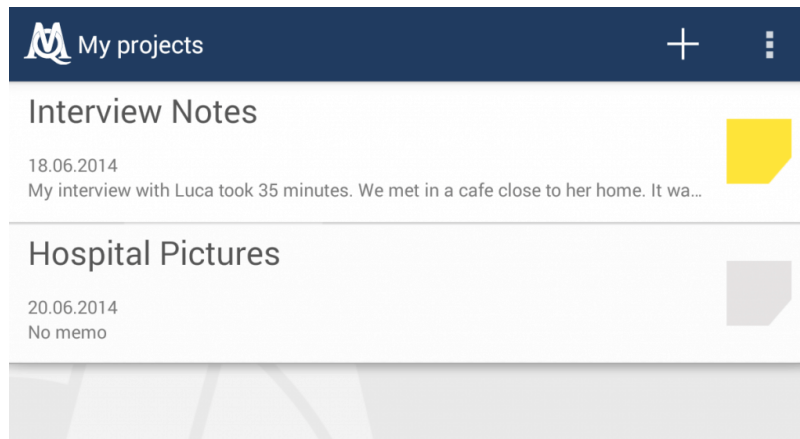 My projects
Interview Notes
18.06.2014
My interview with Luca took 35 minutes. We met in a cafe close to her home. It wa...
Hospital Pictures
20.06.2014
No memo